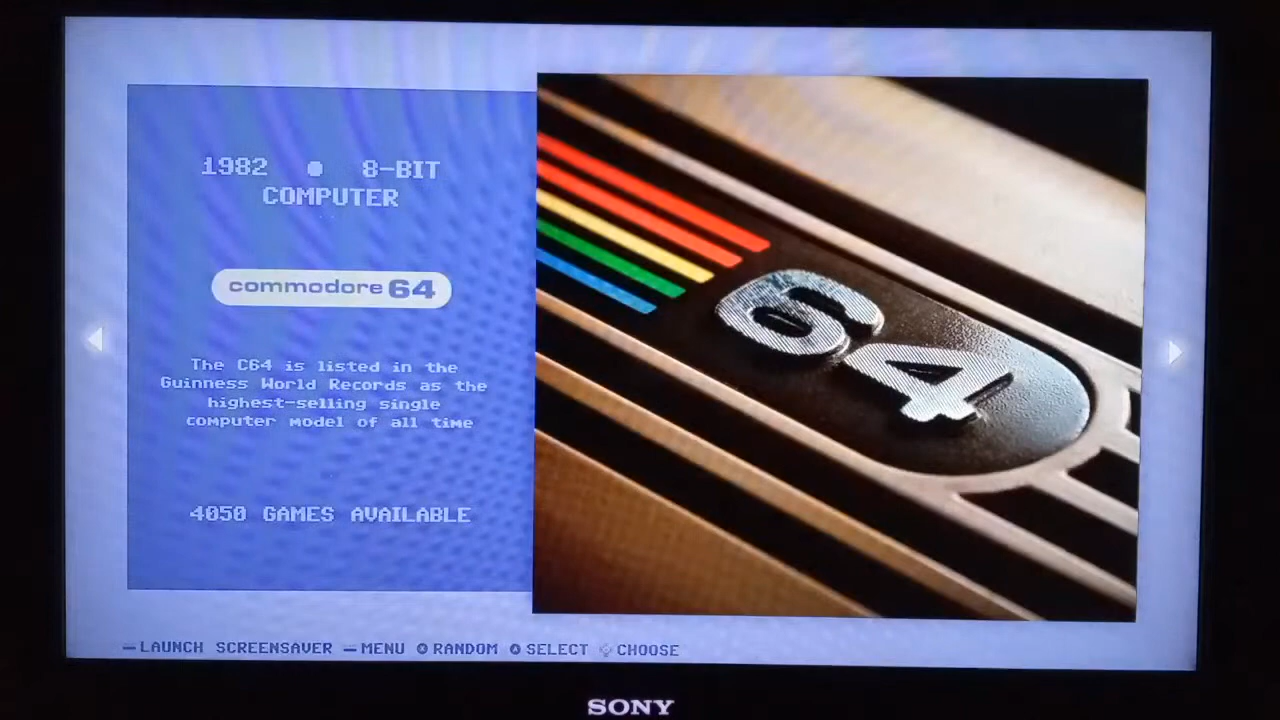 1982 ● 8-BIT
COMPUTER
commodore 64
The C64 is listed in the
Guinness World Records as the
highest-selling single
computer model of all time
4050 GAMES AVAILABLE
64
LAUNCH SCREENSAVER MENU RANDOM SELECT CHOOSE
SONY